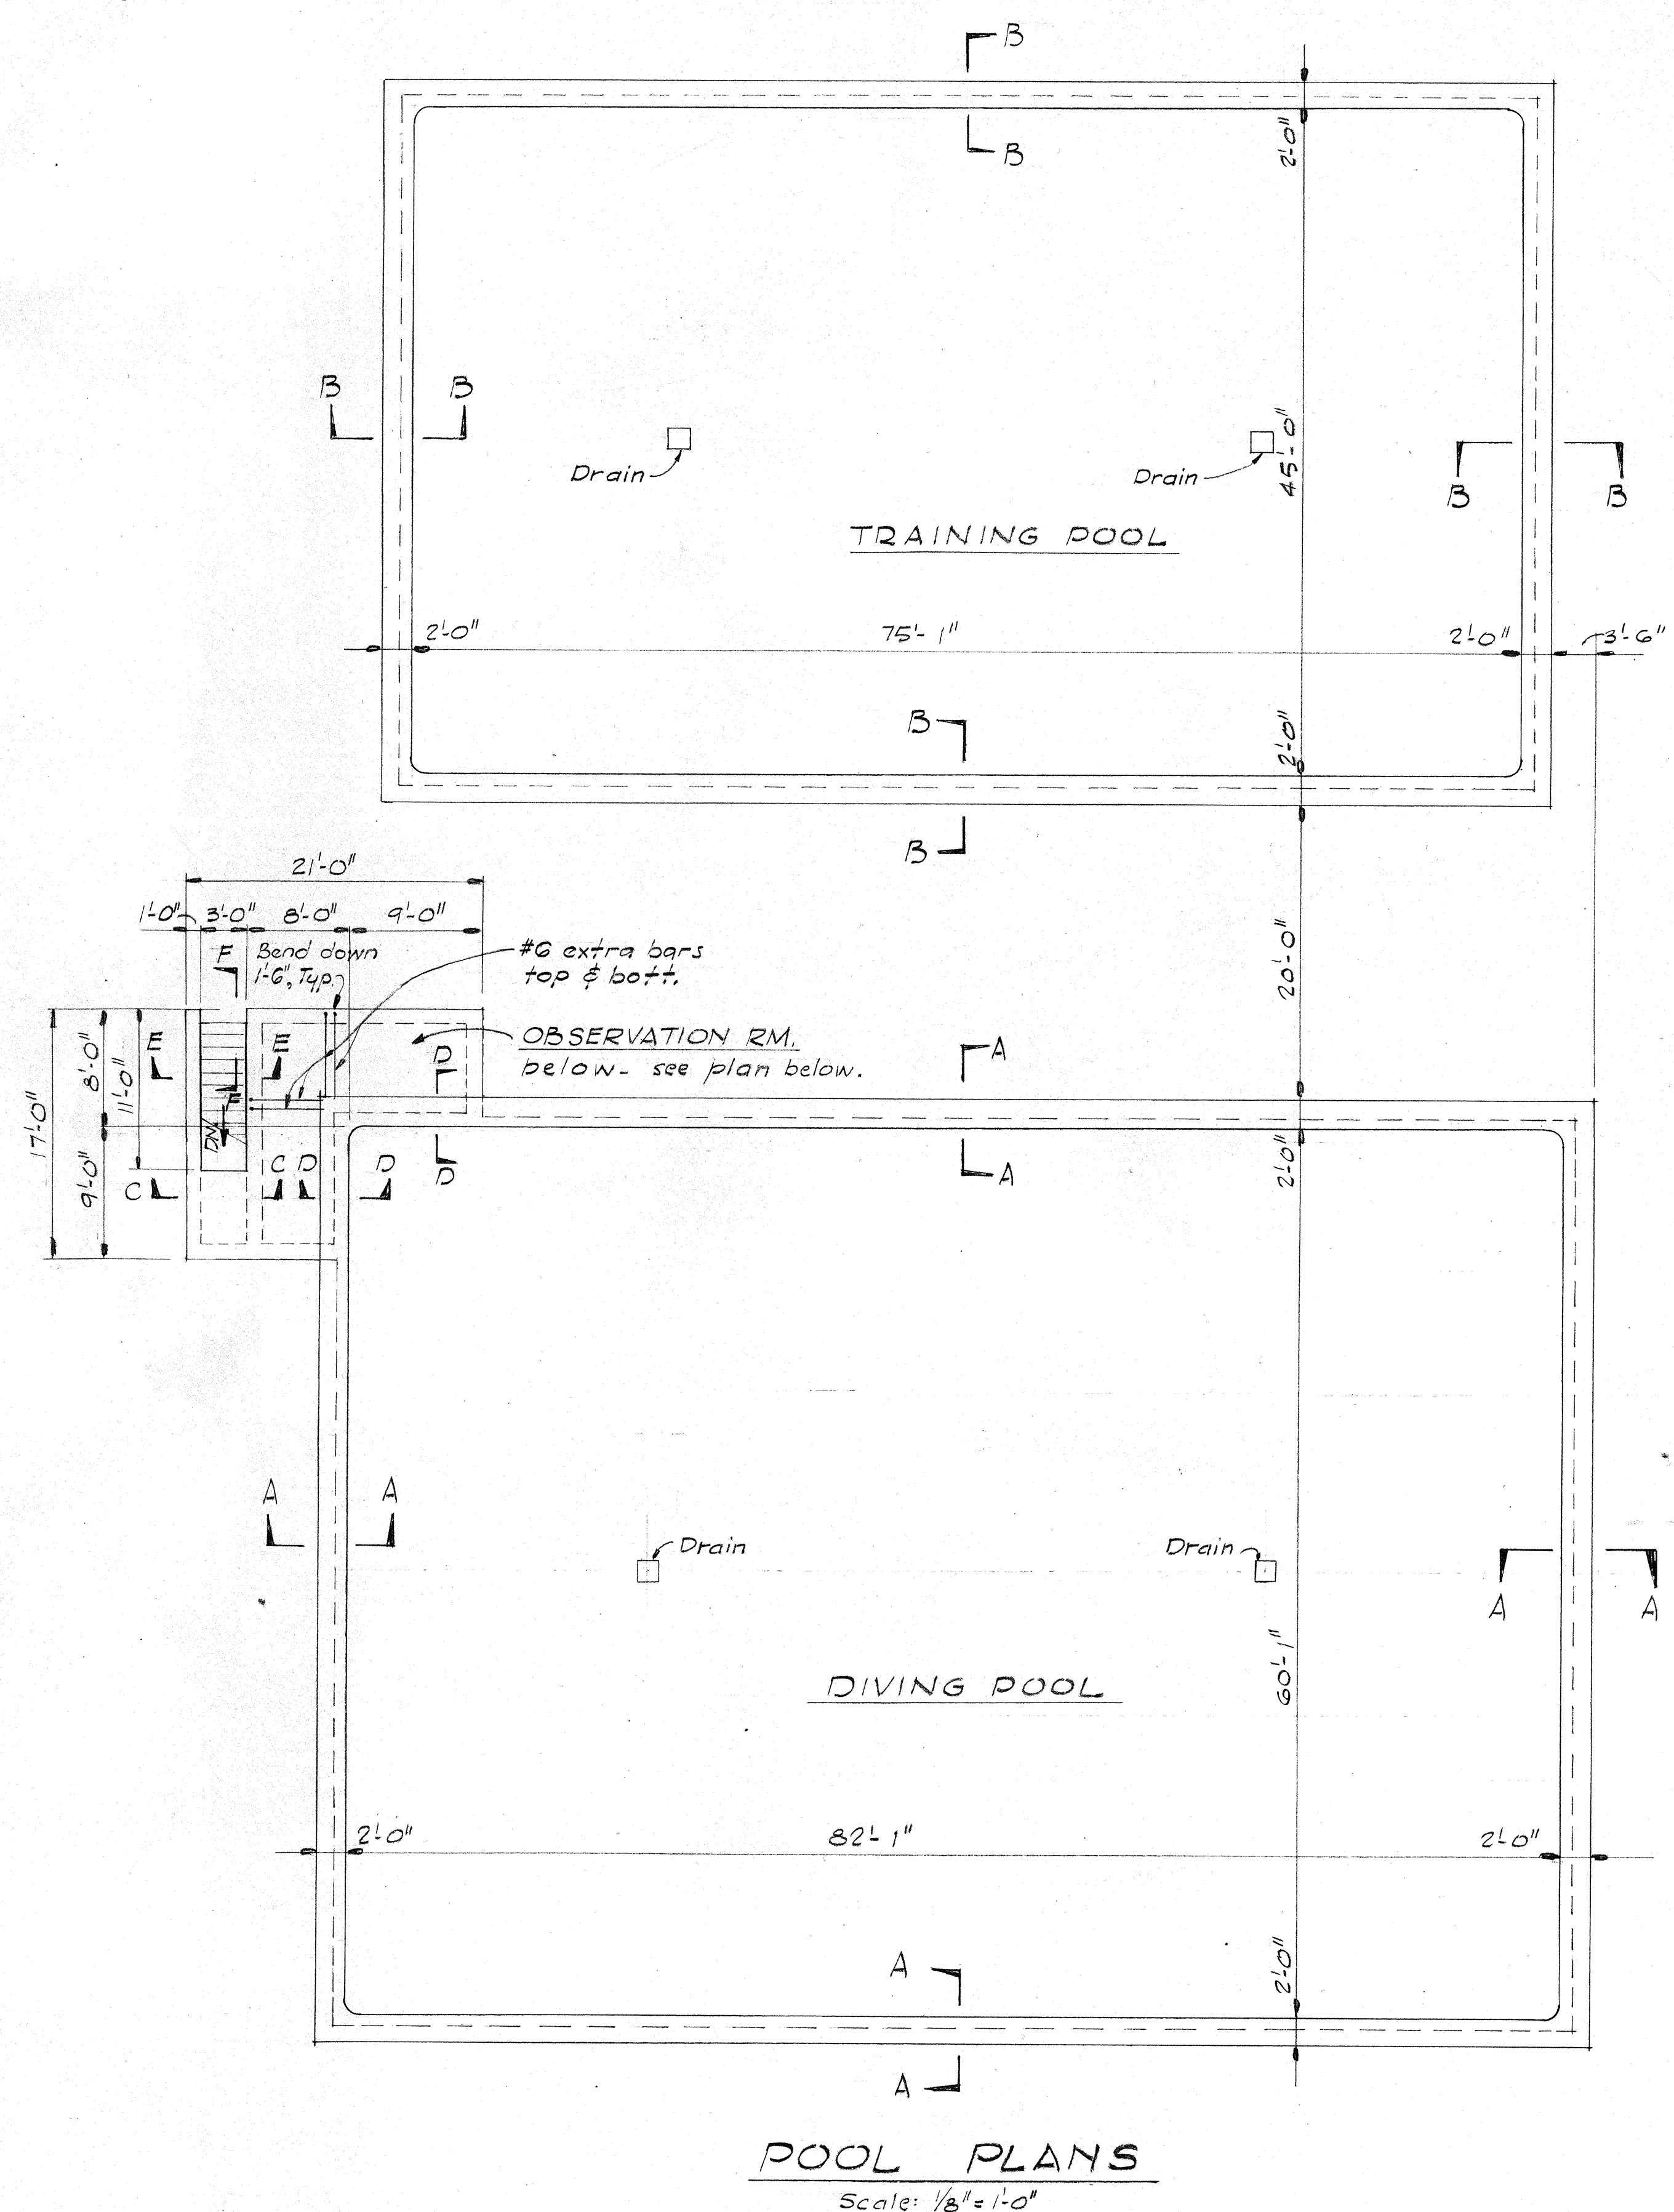 B
B
2'-0"
B B
B B
Drain
Drain
45'-0"
TRAINING POOL
2'-0" 75'-1" 2'-0" 3'-6"
B
2'-0"
B
21'-0"
1'-0" 3'-0" 8'-0" 9'-0"
F
Bend down
1'-6", Typ.
#6 extra bars
top & bott.
20'-0"
OBSERVATION RM.
below- see plan below.
E E
D
A
17'-0"
8'-0"
11'-0"
F
DN
9'-0"
C C D D D
A
2'-0"
A A
Drain
Drain
A A
60'-1"
DIVING POOL
2'-0" 82'-1" 2'-0"
A
2'-0"
A
POOL PLANS
Scale: 1/8" = 1'-0"